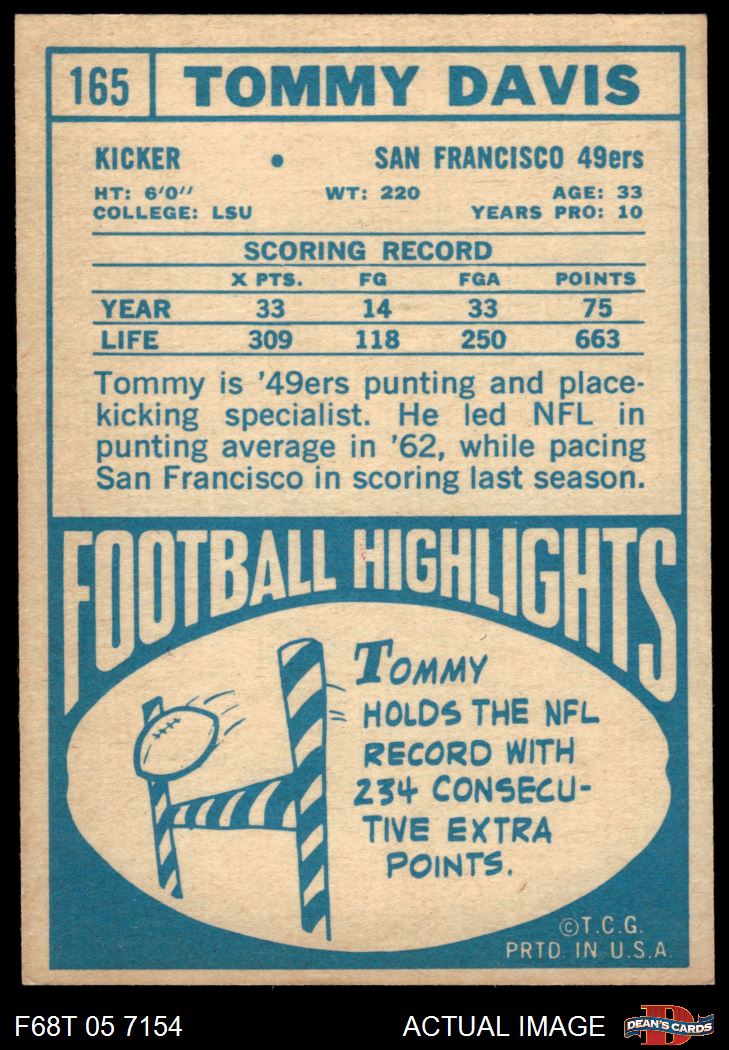 165 TOMMY DAVIS
KICKER • SAN FRANCISCO 49ers
HT: 6'0'' WT: 220 AGE: 33
COLLEGE: LSU YEARS PRO: 10
SCORING RECORD
X PTS. FG FGA POINTS
YEAR 33 14 33 75
LIFE 309 118 250 663
Tommy is '49ers punting and place-
kicking specialist. He led NFL in
punting average in '62, while pacing
San Francisco in scoring last season.
FOOTBALL HIGHLIGHTS
TOMMY
HOLDS THE NFL
RECORD WITH
234 CONSECU-
TIVE EXTRA
POINTS.
©T.C.G.
PRTD. IN U.S.A.
F68T 05 7154 ACTUAL IMAGE DEAN'S CARDS